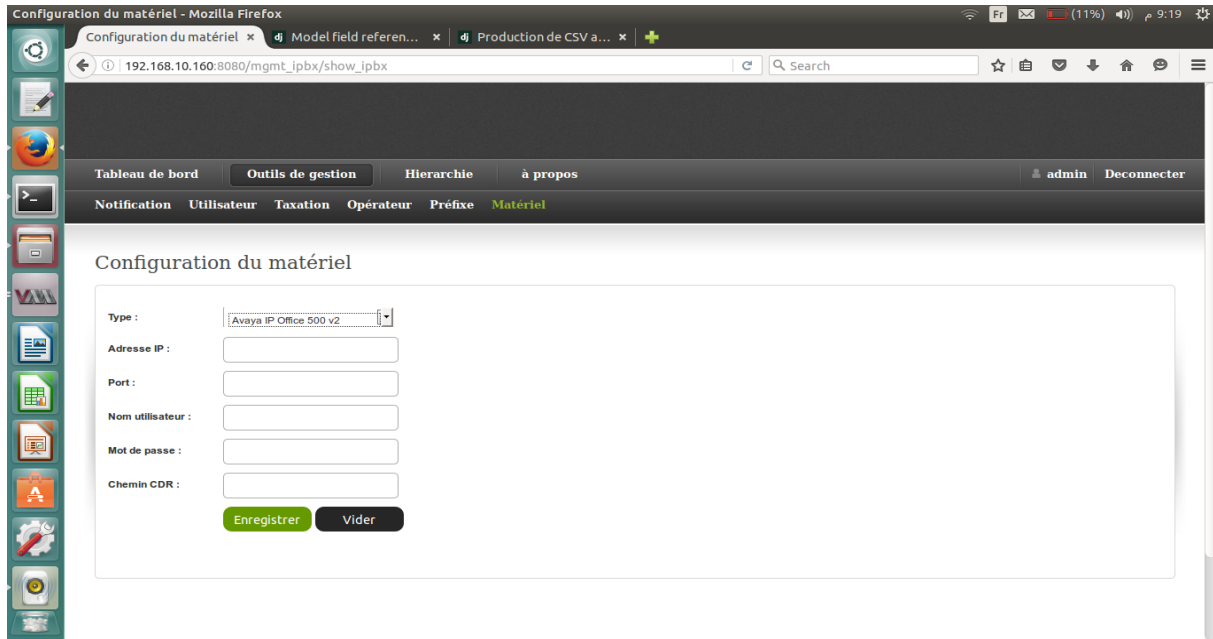 Configuration du matériel - Mozilla Firefox
Fr (11%) م 9:19
Configuration du matériel × dj Model field referen... × dj Production de CSV a... ×
192.168.10.160:8080/mgmt_ipbx/show_ipbx Search
Tableau de bord Outils de gestion Hierarchie à propos admin Deconnecter
Notification Utilisateur Taxation Opérateur Préfixe Matériel
Configuration du matériel
Type : Avaya IP Office 500 v2
Adresse IP :
Port :
Nom utilisateur :
Mot de passe :
Chemin CDR :
Enregistrer Vider